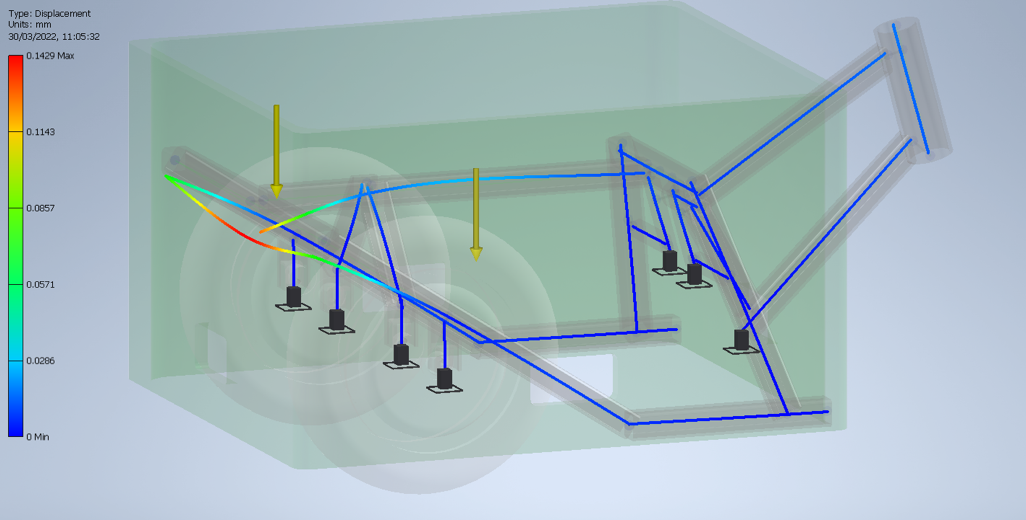 Type: Displacement
Units: mm
30/03/2022, 11:05:32
0.1429 Max
0.1143
0.0857
0.0571
0.0286
0 Min